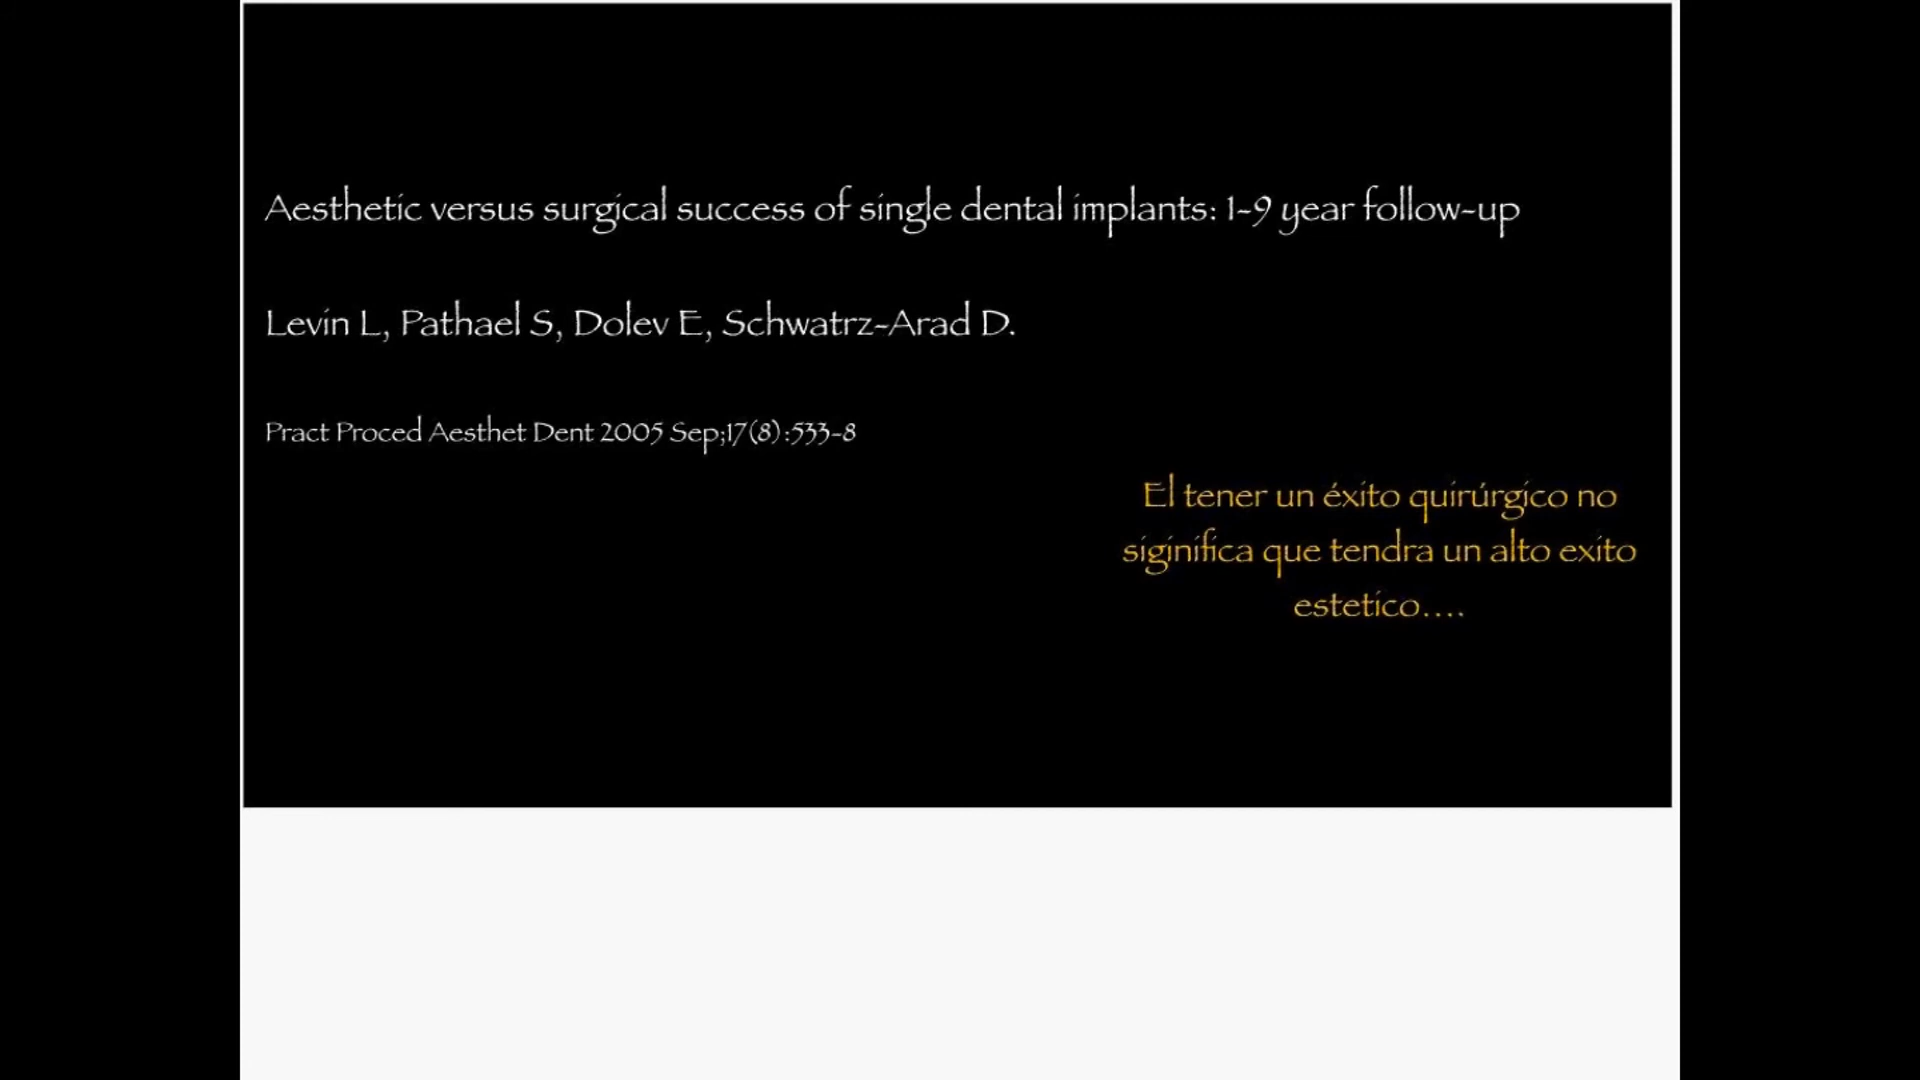 Aesthetic versus surgical success of single dental implants: 1-9 year follow-up
Levin L, Pathael S, Dolev E, Schwatrz-Arad D.
Pract Proced Aesthet Dent 2005 Sep;17(8):533-8
El tener un éxito quirúrgico no
siginifica que tendra un alto exito
estetico....